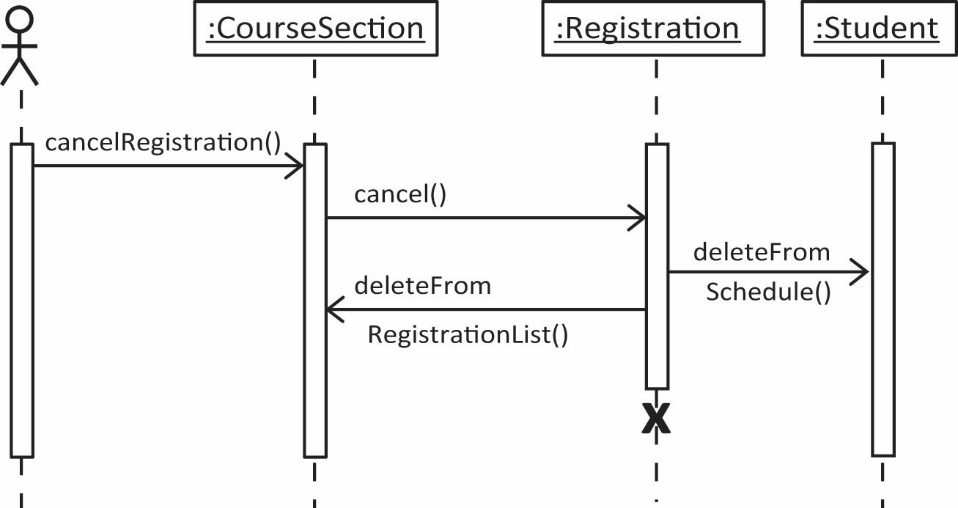 :CourseSection
:Registration
:Student
cancelRegistration()
cancel()
deleteFrom
Schedule()
deleteFrom
RegistrationList()
X